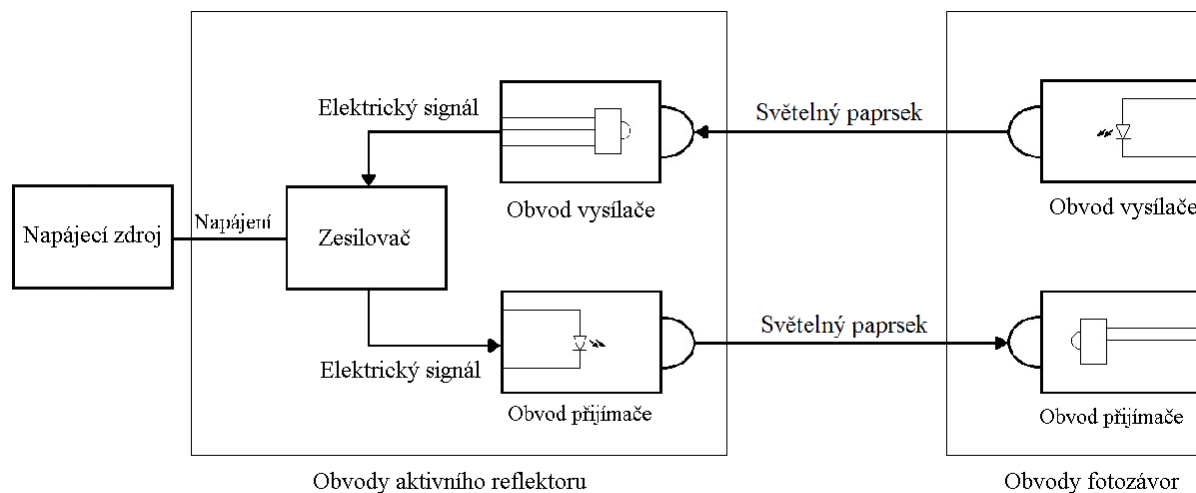 Elektrický signál
Světelný paprsek
Obvod vysílače
Obvod vysílače
Napájecí zdroj
Napájení
Zesilovač
Světelný paprsek
Elektrický signál
Obvod přijímače
Obvod přijímače
Obvody aktivního reflektoru
Obvody fotozávor